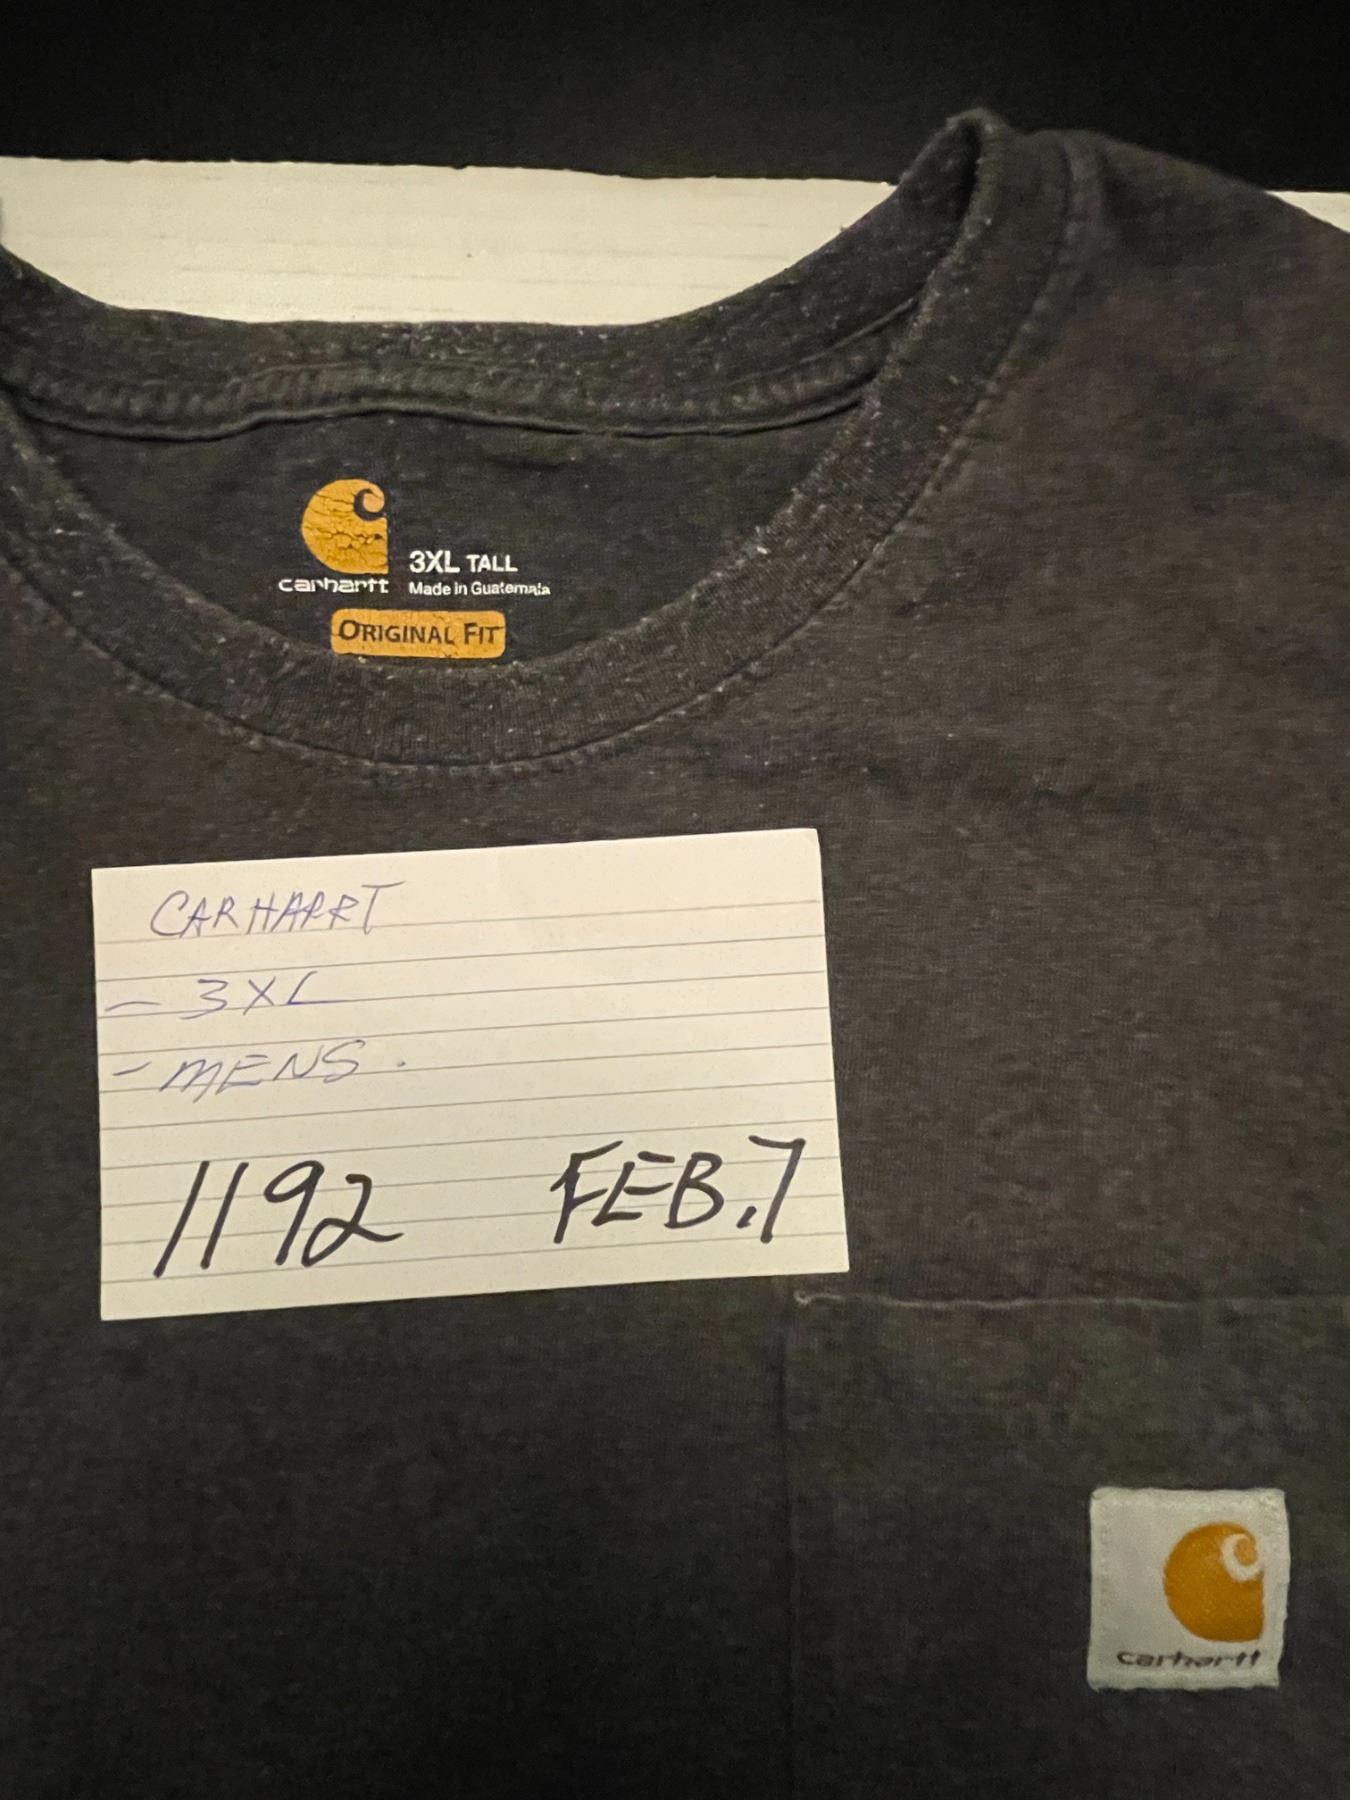 3XL TALL
carhartt Made in Guatemala
ORIGINAL FIT
CARHARRT
- 3XL
- MENS.
1192 FEB.7
carhartt